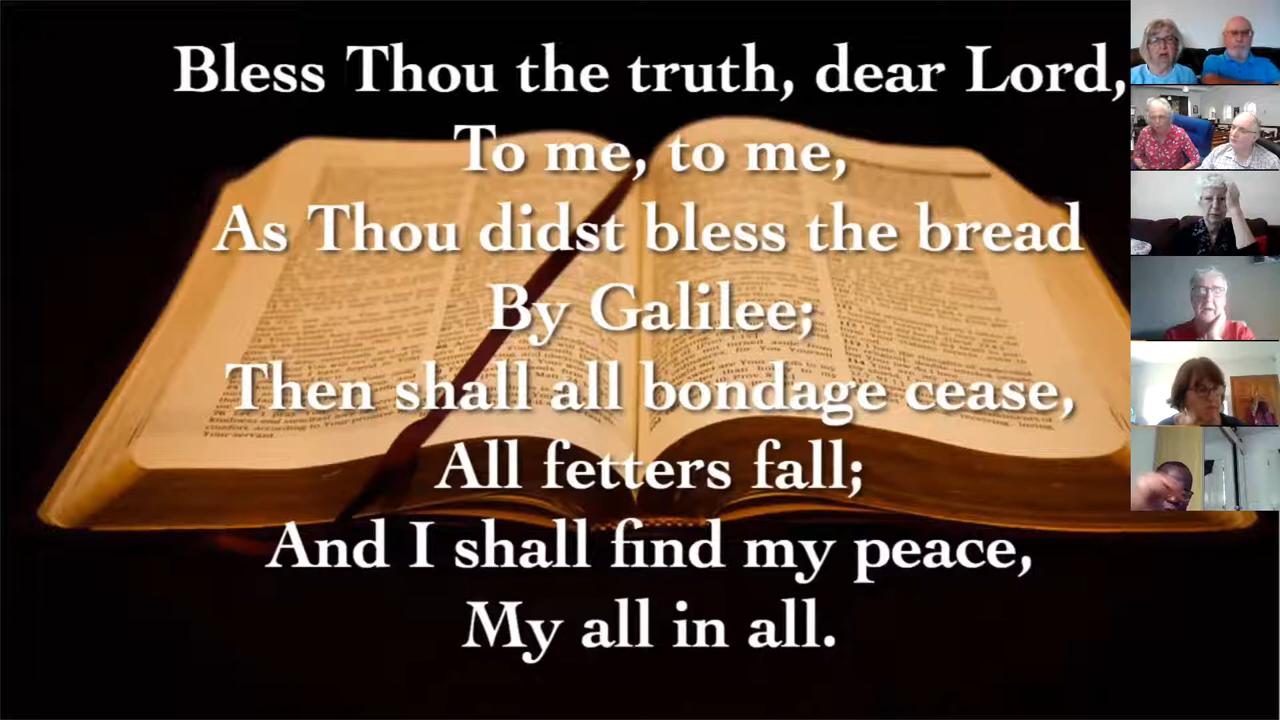 Bless Thou the truth, dear Lord,
To me, to me,
As Thou didst bless the bread
By Galilee;
Then shall all bondage cease,
All fetters fall;
And I shall find my peace,
My all in all.